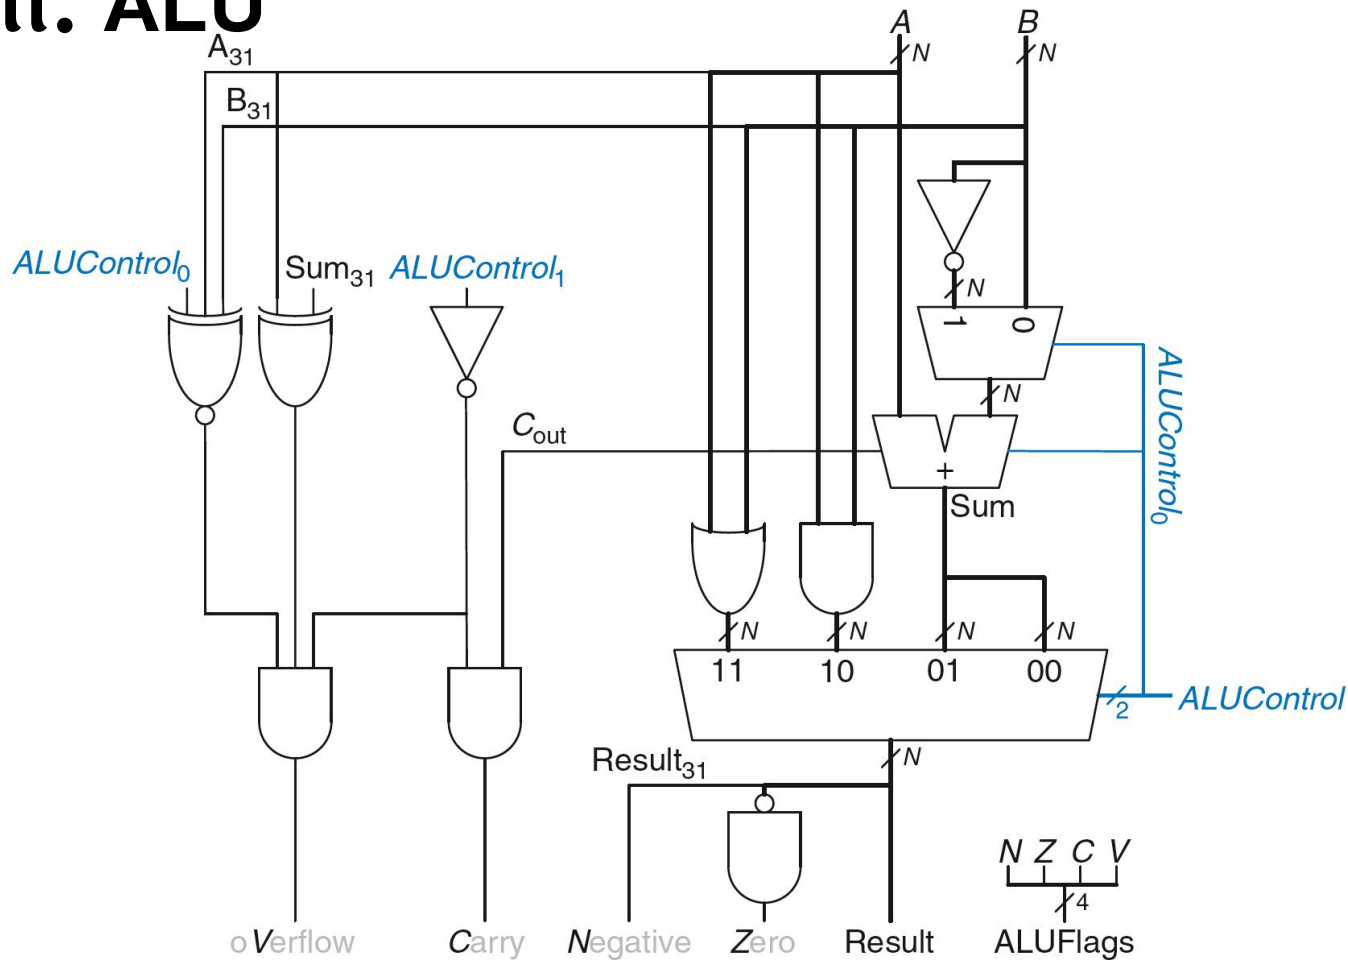 ll: ALU
A B
A31 N N
B31
ALUControl0 Sum31 ALUControl1
N
1 0
N
ALUControl0
Cout
+
Sum
N N N N
11 10 01 00
2 ALUControl
Result31 N
N Z C V
4
oVerflow Carry Negative Zero Result ALUFlags